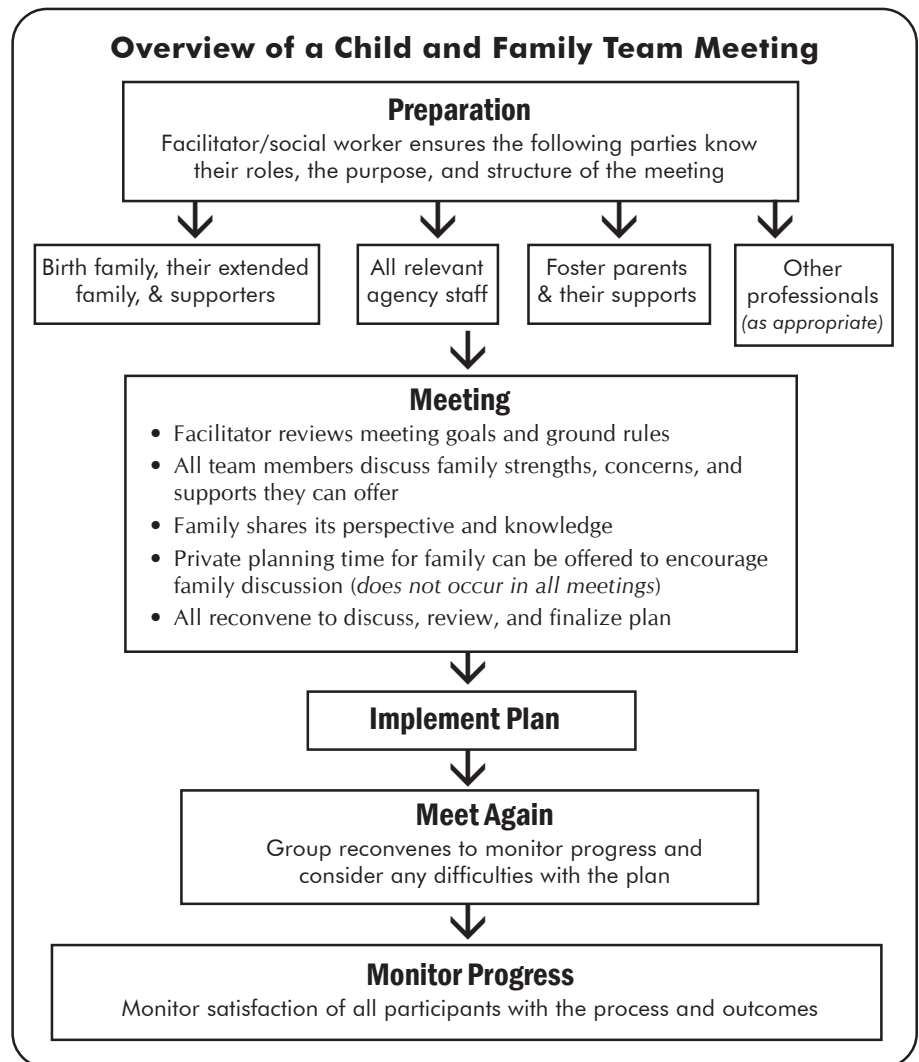 Overview of a Child and Family Team Meeting
Preparation
Facilitator/social worker ensures the following parties know
their roles, the purpose, and structure of the meeting
Birth family, their extended
family, & supporters
All relevant
agency staff
Foster parents
& their supports
Other
professionals
(as appropriate)
Meeting
• Facilitator reviews meeting goals and ground rules
• All team members discuss family strengths, concerns, and
supports they can offer
• Family shares its perspective and knowledge
• Private planning time for family can be offered to encourage
family discussion (does not occur in all meetings)
• All reconvene to discuss, review, and finalize plan
Implement Plan
Meet Again
Group reconvenes to monitor progress and
consider any difficulties with the plan
Monitor Progress
Monitor satisfaction of all participants with the process and outcomes